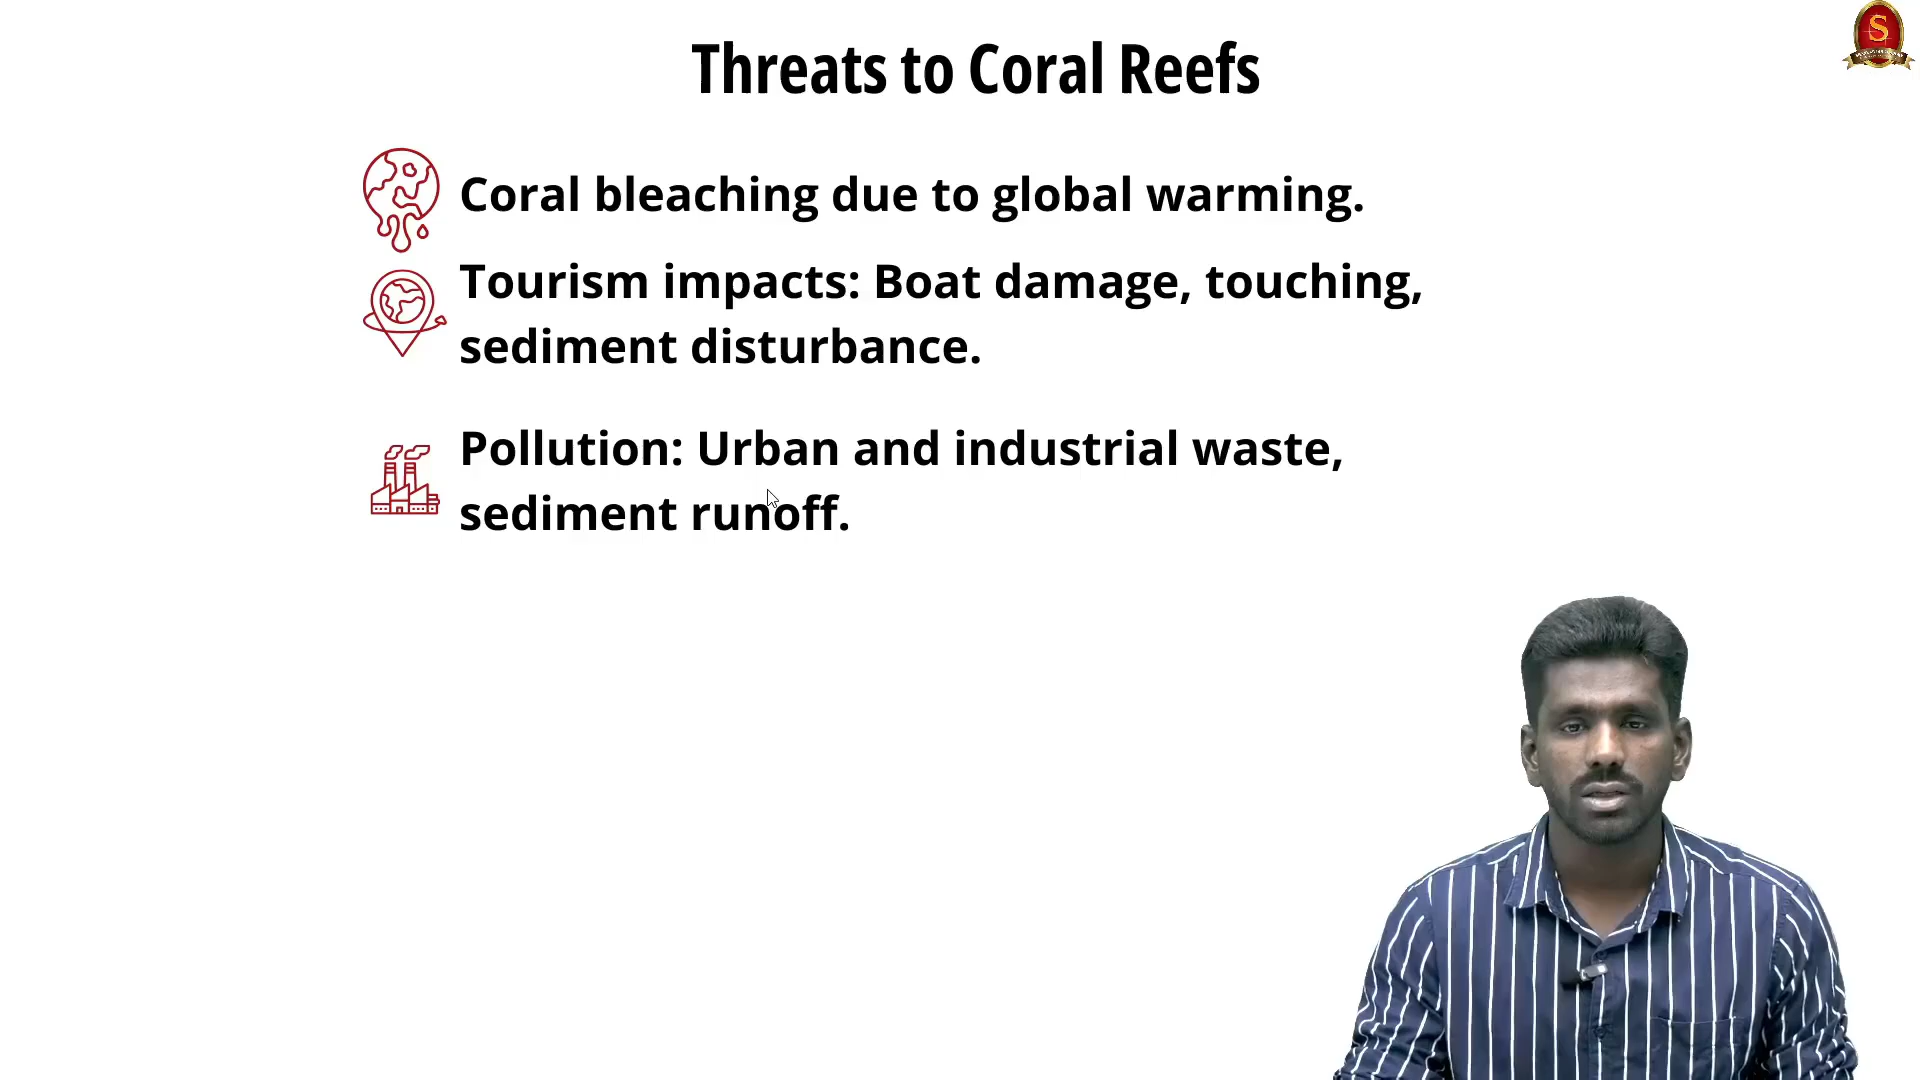 Threats to Coral Reefs
Coral bleaching due to global warming.
Tourism impacts: Boat damage, touching,
sediment disturbance.
Pollution: Urban and industrial waste,
sediment runoff.
S